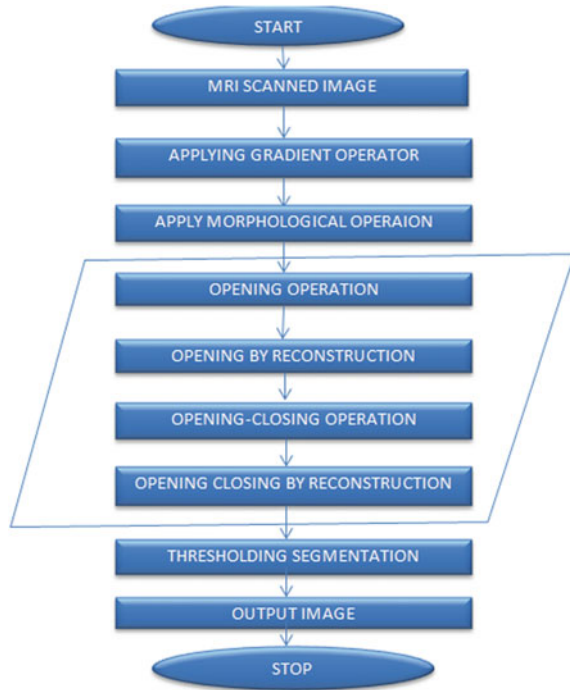 START
MRI SCANNED IMAGE
APPLYING GRADIENT OPERATOR
APPLY MORPHOLOGICAL OPERAION
OPENING OPERATION
OPENING BY RECONSTRUCTION
OPENING-CLOSING OPERATION
OPENING CLOSING BY RECONSTRUCTION
THRESHOLDING SEGMENTATION
OUTPUT IMAGE
STOP